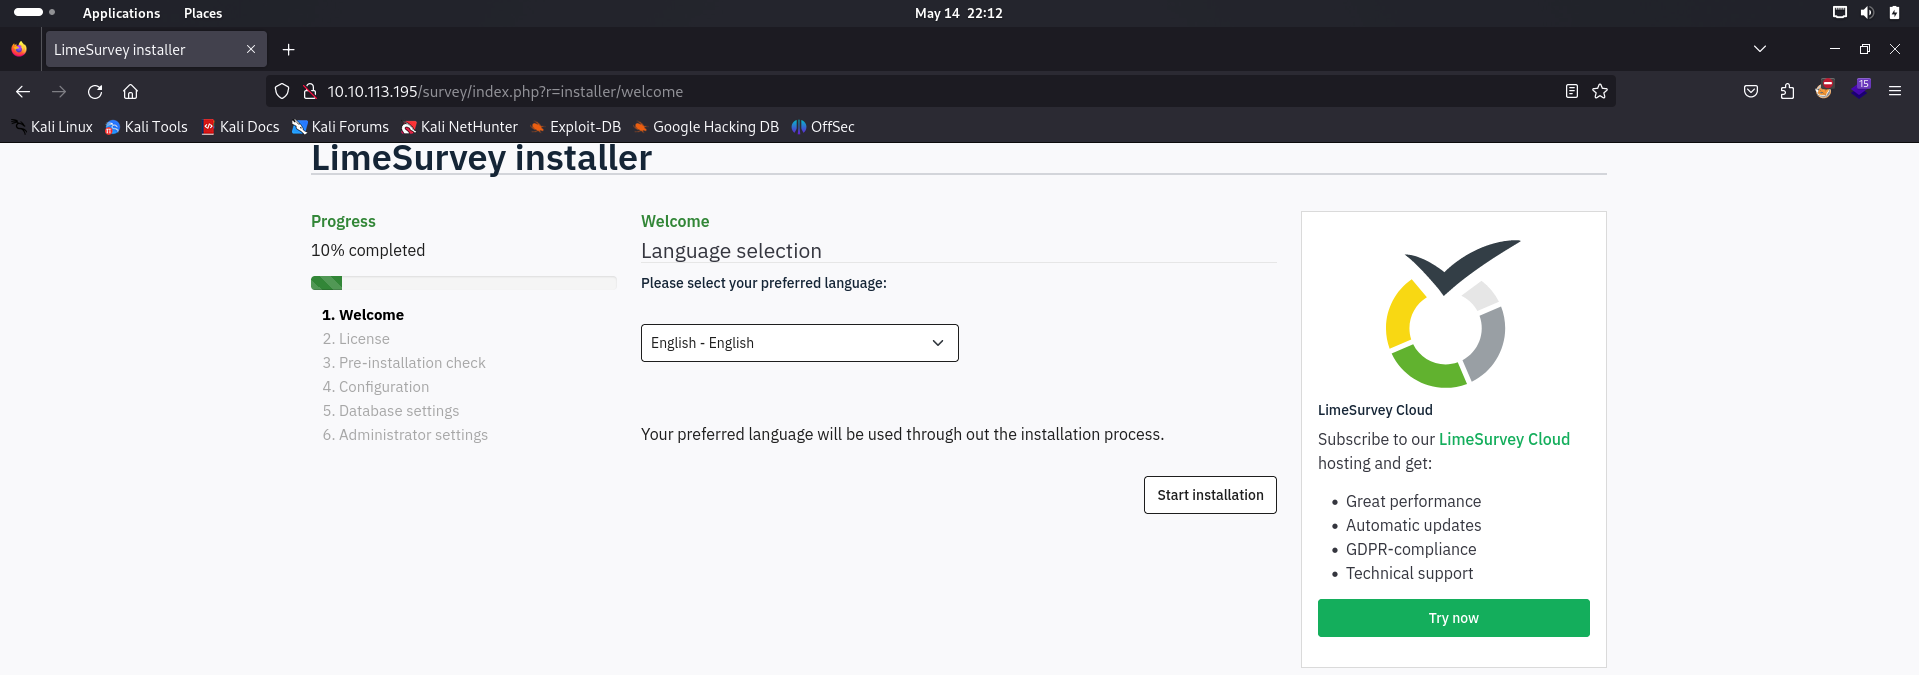 Applications Places May 14 22:12
LimeSurvey installer
10.10.113.195/survey/index.php?r=installer/welcome
15
Kali Linux Kali Tools Kali Docs Kali Forums Kali NetHunter Exploit-DB Google Hacking DB OffSec
LimeSurvey installer
Progress
10% completed
1. Welcome
2. License
3. Pre-installation check
4. Configuration
5. Database settings
6. Administrator settings
Welcome
Language selection
Please select your preferred language:
English - English
Your preferred language will be used through out the installation process.
Start installation
LimeSurvey Cloud
Subscribe to our LimeSurvey Cloud
hosting and get:
• Great performance
• Automatic updates
• GDPR-compliance
• Technical support
Try now